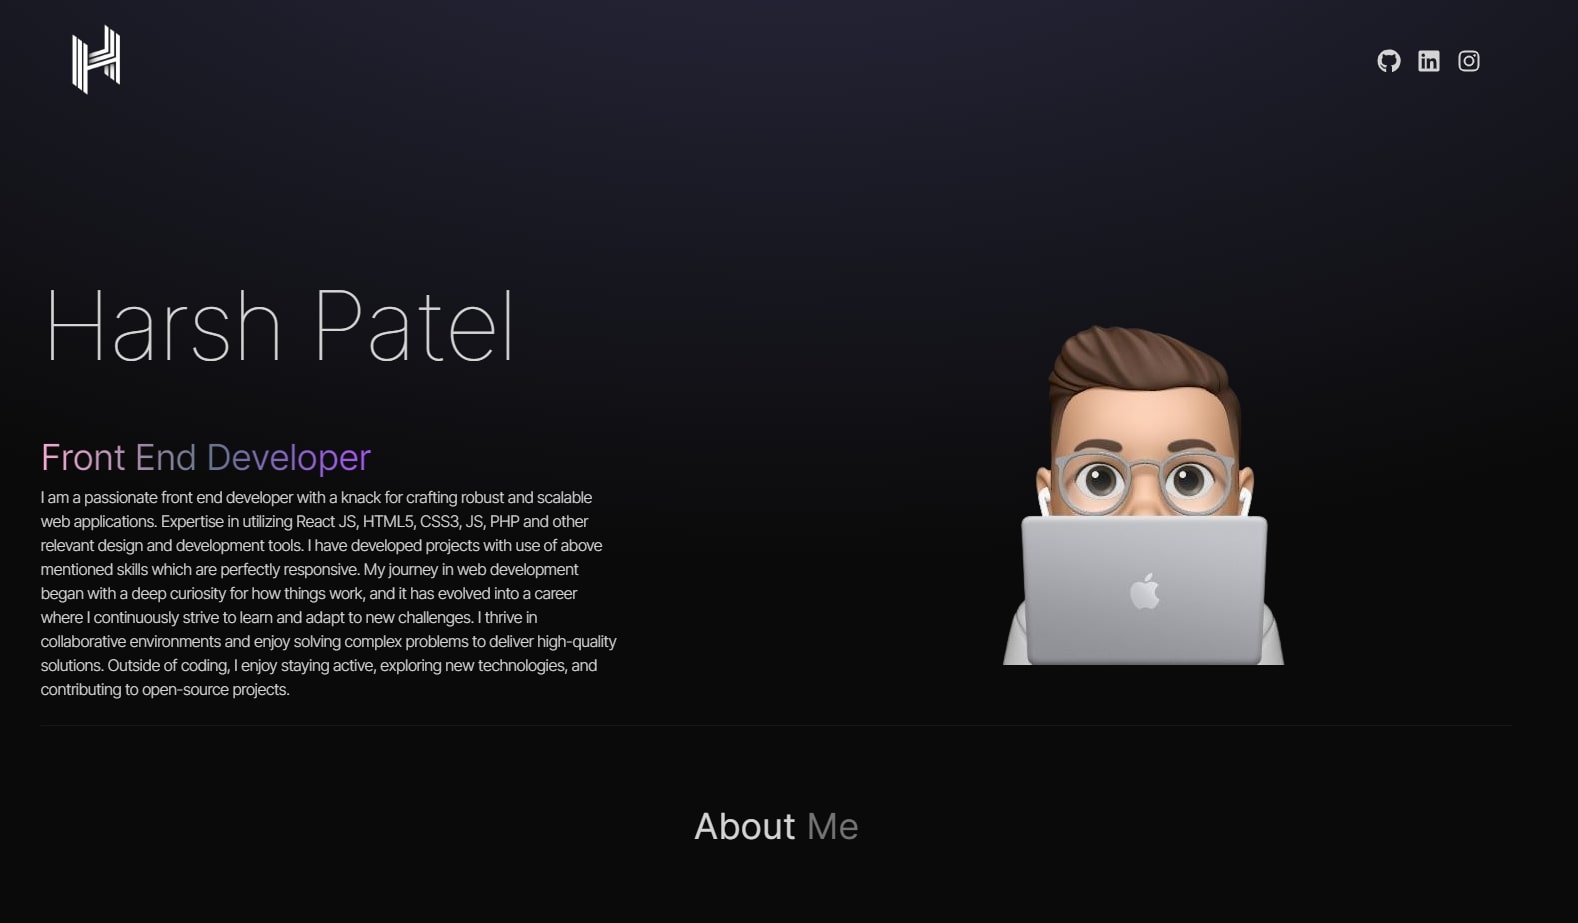 Harsh Patel
Front End Developer
I am a passionate front end developer with a knack for crafting robust and scalable
web applications. Expertise in utilizing React JS, HTML5, CSS3, JS, PHP and other
relevant design and development tools. I have developed projects with use of above
mentioned skills which are perfectly responsive. My journey in web development
began with a deep curiosity for how things work, and it has evolved into a career
where I continuously strive to learn and adapt to new challenges. I thrive in
collaborative environments and enjoy solving complex problems to deliver high-quality
solutions. Outside of coding, I enjoy staying active, exploring new technologies, and
contributing to open-source projects.
About Me